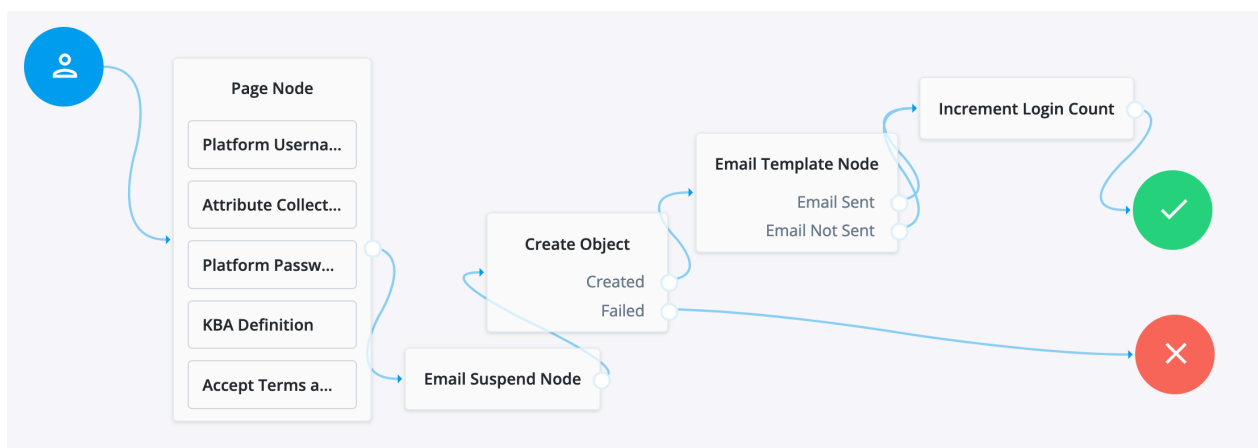 Page Node
Platform Userna...
Attribute Collect...
Platform Passw...
KBA Definition
Accept Terms a...
Email Suspend Node
Create Object
Created
Failed
Email Template Node
Email Sent
Email Not Sent
Increment Login Count